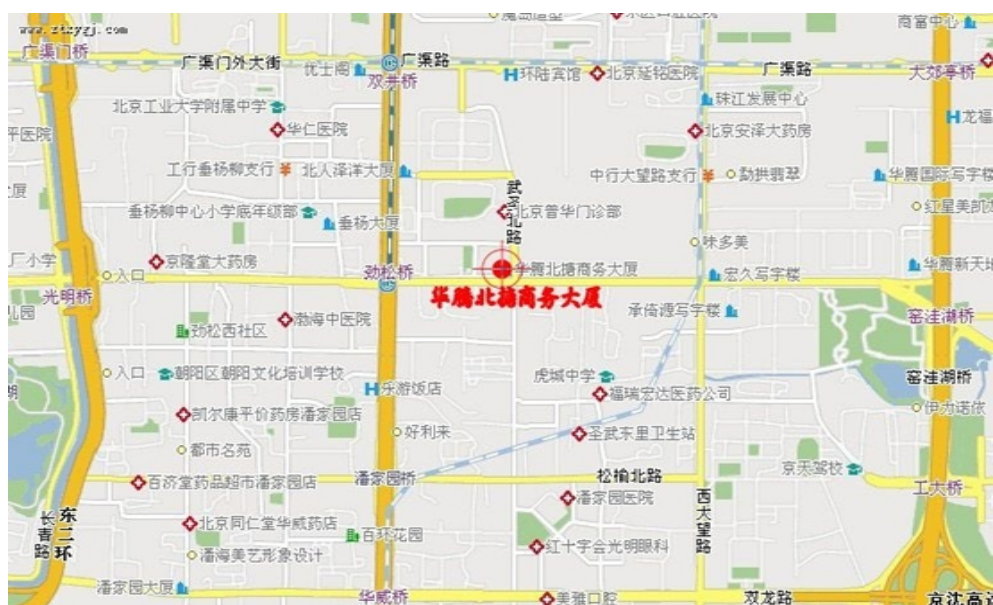 www.ztxygj.com
商富中心
广渠门桥
广渠门外大街
优士阁
广渠路
双井桥
环陆宾馆
北京延铭医院
广渠路
大郊亭桥
北京工业大学附属中学
珠江发展中心
平医院
华仁医院
北京安泽大药房
龙福
工行垂杨柳支行
北人泽洋大厦
中行大望路支行
勐拱翡翠
华腾国际写字楼
厦
武圣北路
垂杨柳中心小学底年级部
垂杨大厦
北京普华门诊部
红星美凯龙
味多美
厂小学
京隆堂大药房
入口
劲松桥
华腾北搪商务大厦
宏久写字楼
华腾新天地
光明桥
华腾北搪商务大厦
儿园
劲松西社区
渤海中医院
承倚源写字楼
窑洼湖桥
入口
朝阳区朝阳文化培训学校
虎城中学
窑洼湖桥
湖
乐游饭店
福瑞宏达医药公司
凯尔康平价药房潘家园店
伊力诺依
好利来
圣武东里卫生站
都市名苑
京天驾校
百济堂药品超市潘家园店
潘家园桥
松榆北路
工大桥
潘家园医院
西大望路
长青路
东二环
北京同仁堂华威药店
百环花园
潘海美艺形象设计
红十字会光明眼科
潘家园大厦
华威桥
美雅口腔
双龙路
京沈高速